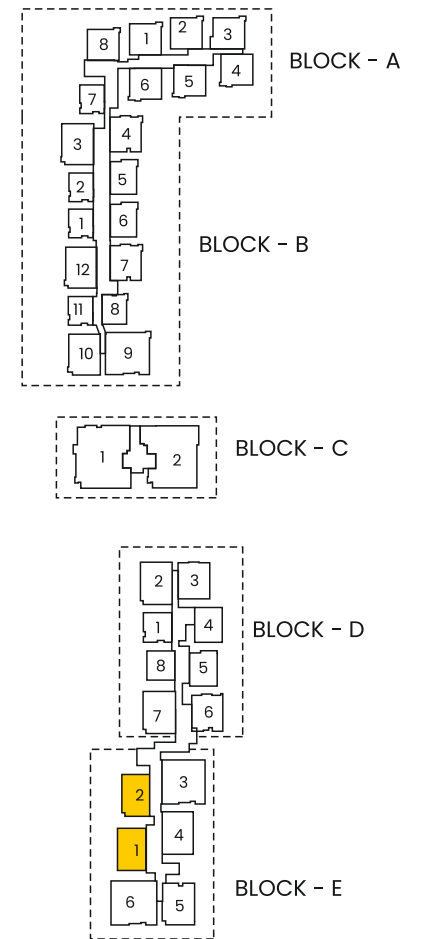 8 1 2 3
BLOCK - A
7 6 5 4
3 4
2 5
1 6
BLOCK - B
12 7
11 8
10 9
1 2
BLOCK - C
2 3
1 4
BLOCK - D
8 5
7 6
2 3
1 4
6 5
BLOCK - E